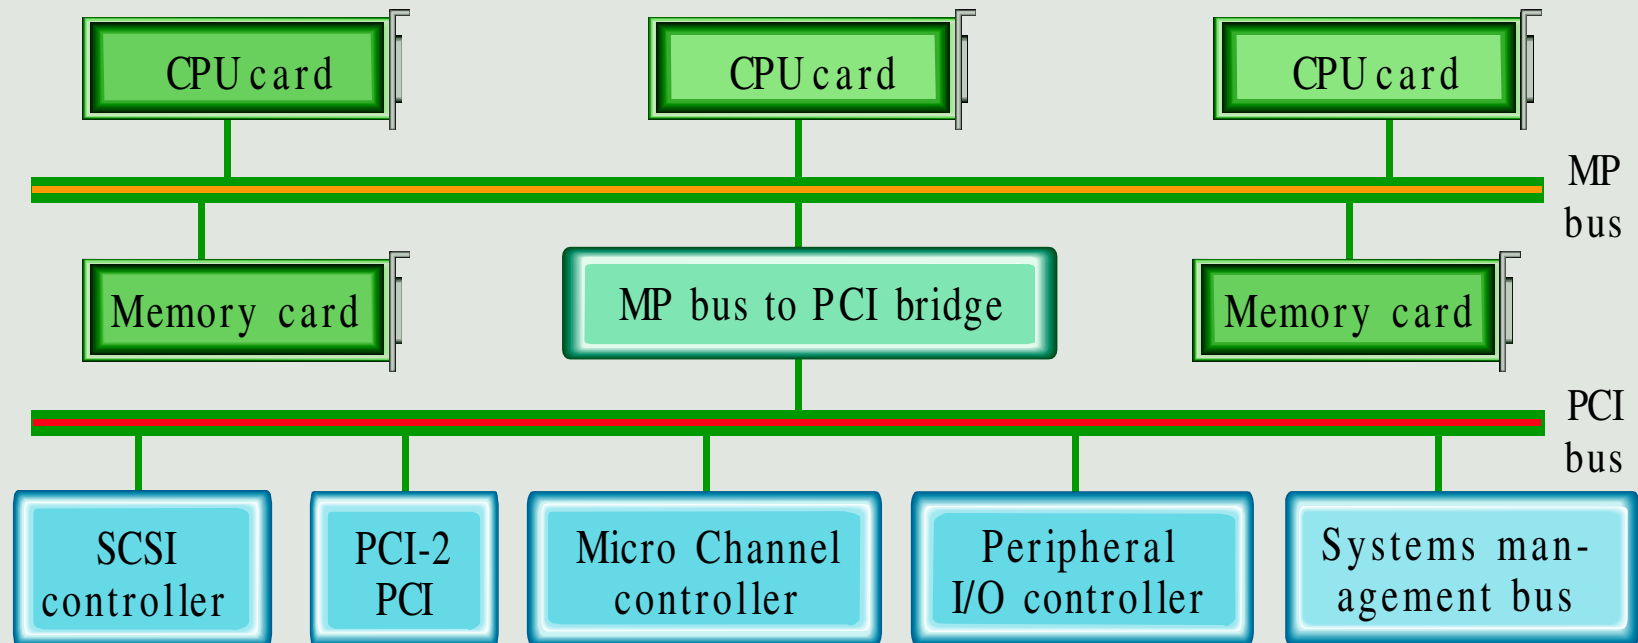 CPU card
CPU card
CPU card
MP
bus
Memory card
MP bus to PCI bridge
Memory card
PCI
bus
SCSI
controller
PCI-2
PCI
Micro Channel
controller
Peripheral
I/O controller
Systems man-
agement bus